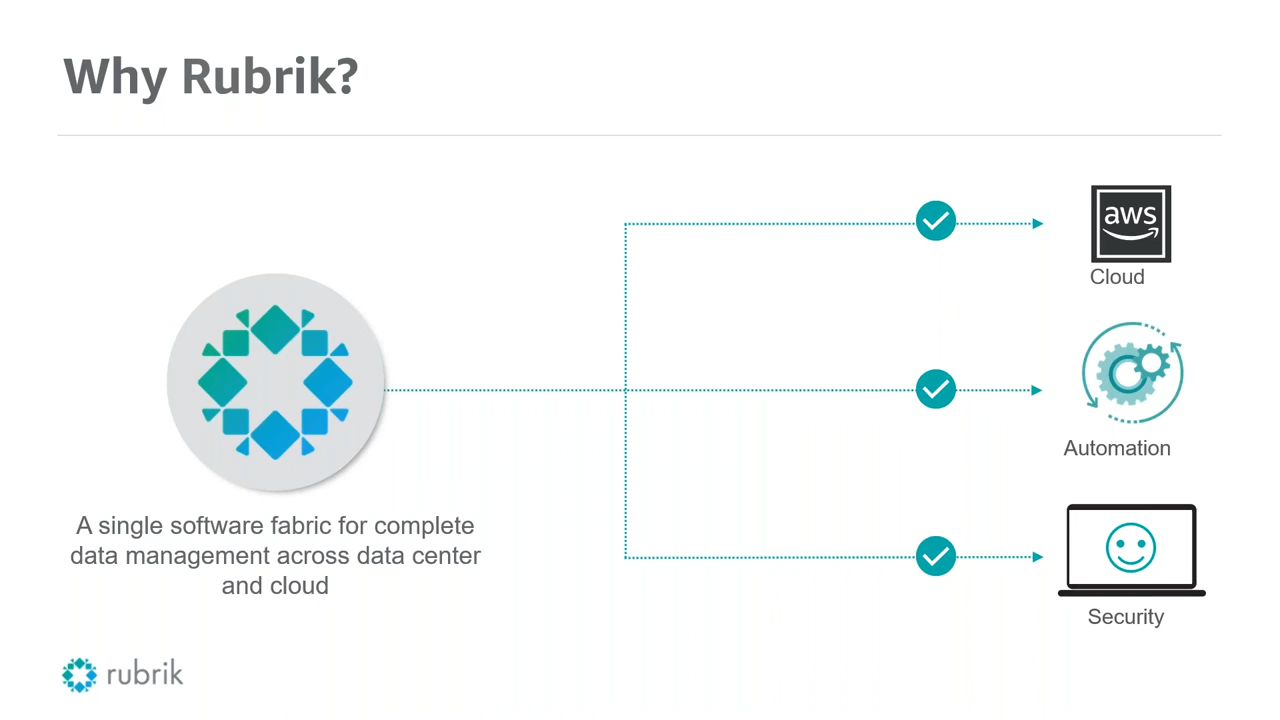 Why Rubrik?
aws
Cloud
Automation
A single software fabric for complete
data management across data center
and cloud
Security
rubrik